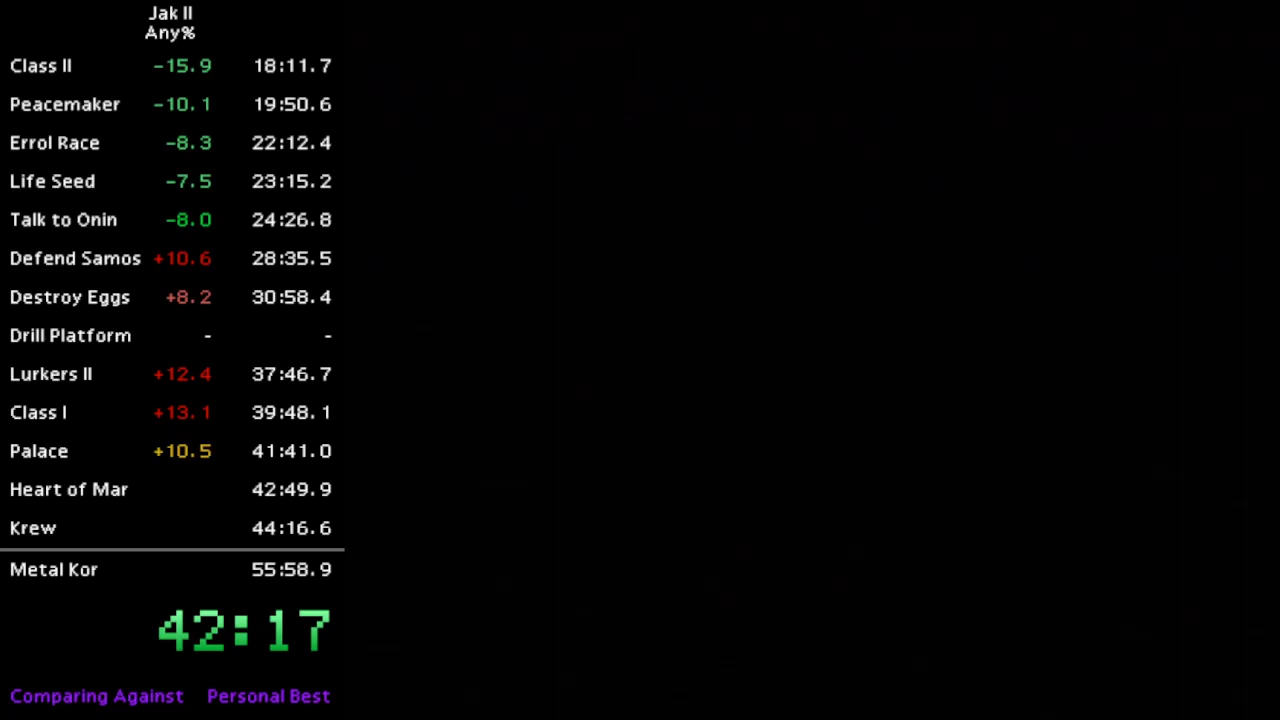 Jak II
Any%
Class II -15.9 18:11.7
Peacemaker -10.1 19:50.6
Errol Race -8.3 22:12.4
Life Seed -7.5 23:15.2
Talk to Onin -8.0 24:26.8
Defend Samos +10.6 28:35.5
Destroy Eggs +8.2 30:58.4
Drill Platform - -
Lurkers II +12.4 37:46.7
Class I +13.1 39:48.1
Palace +10.5 41:41.0
Heart of Mar 42:49.9
Krew 44:16.6
Metal Kor 55:58.9
42:17
Comparing Against Personal Best